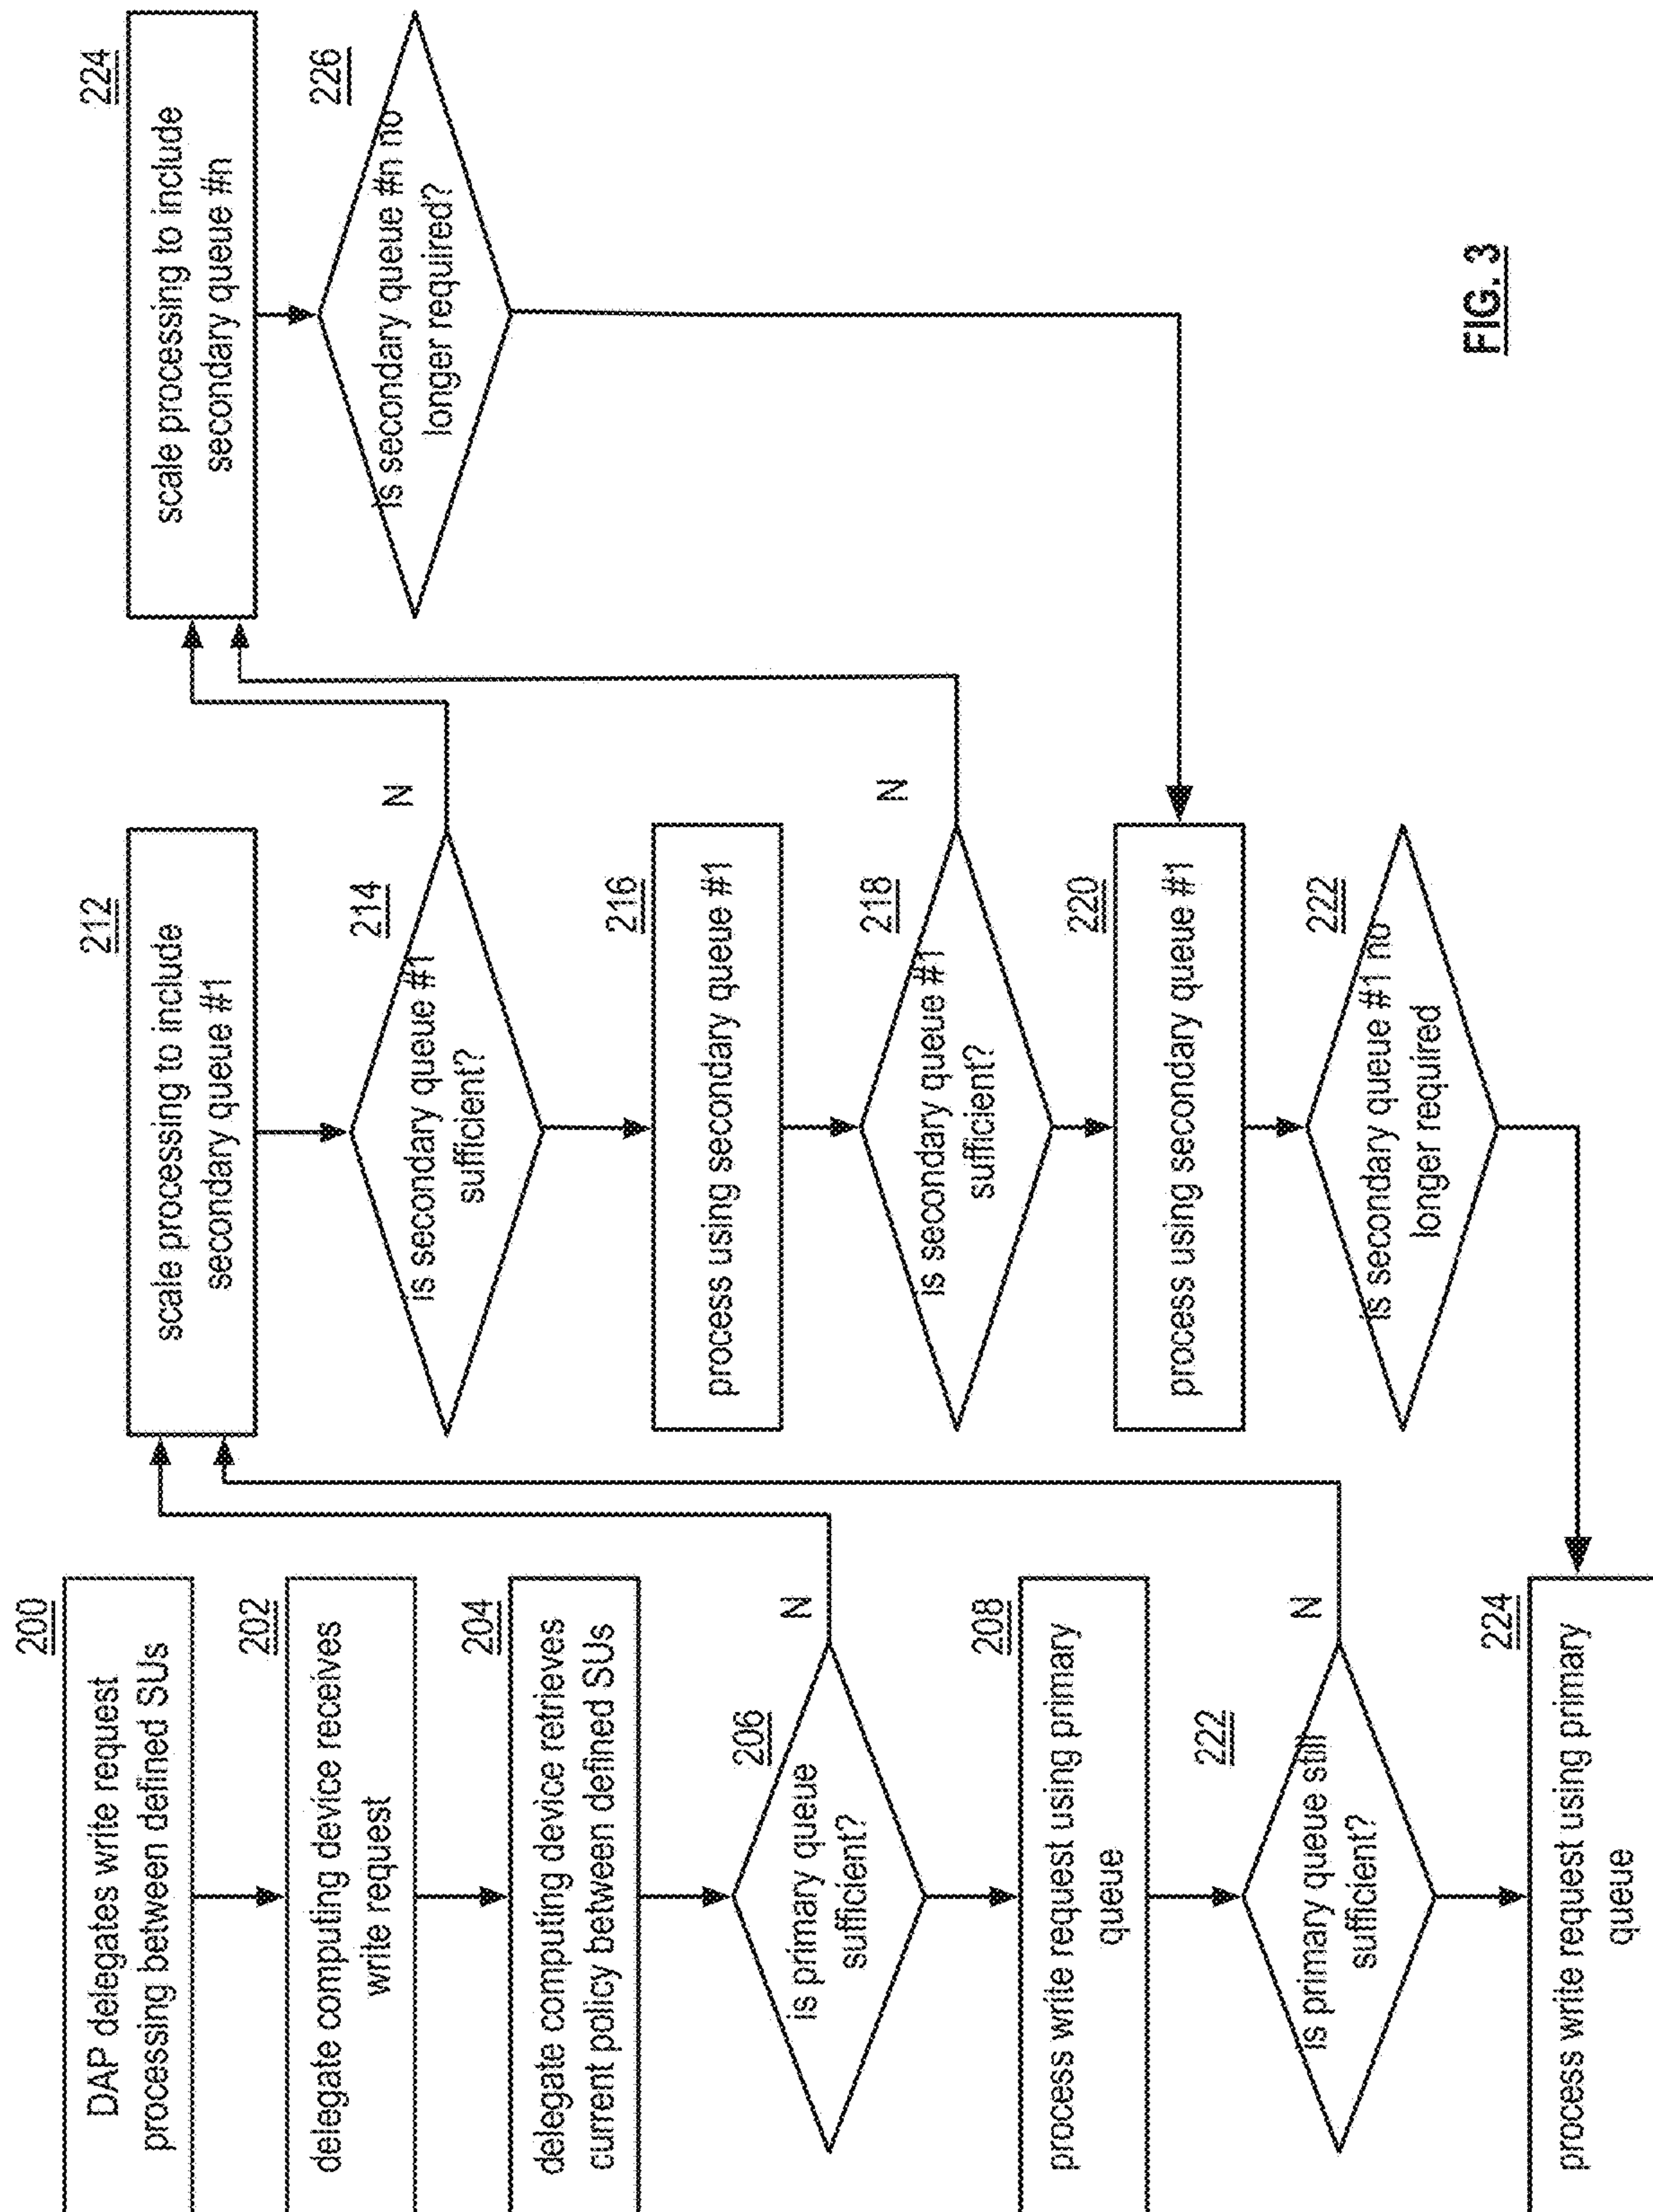 200
DAP delegates write request
processing between defined SUs
202
delegate computing device receives
write request
204
delegate computing device retrieves
current policy between defined SUs
206
is primary queue
sufficient?
N
208
process write request using primary
queue
222
is primary queue still
sufficient?
N
224
process write request using primary
queue
212
scale processing to include
secondary queue #1
214
is secondary queue #1
sufficient?
N
216
process using secondary queue #1
218
is secondary queue #1
sufficient?
N
220
process using secondary queue #1
222
is secondary queue #1 no
longer required
224
scale processing to include
secondary queue #n
226
is secondary queue #n no
longer required?
FIG. 3